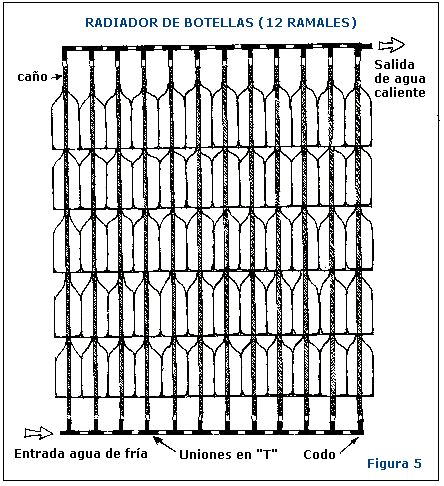 RADIADOR DE BOTELLAS (12 RAMALES)
caño
Salida
de agua
caliente
Entrada agua de fría
Uniones en "T"
Codo
Figura 5